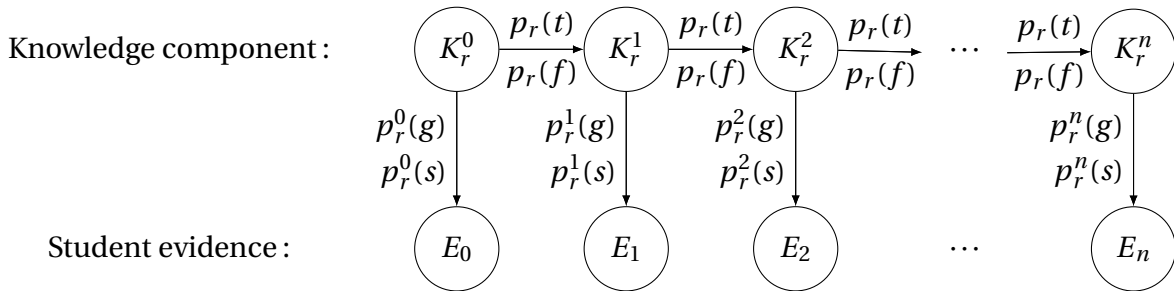 Knowledge component :
K_r^0 p_r(t) K_r^1 p_r(t) K_r^2 p_r(t) ⋯ p_r(t) K_r^n
p_r(f) p_r(f) p_r(f) p_r(f)
p_r^0(g) p_r^1(g) p_r^2(g) p_r^n(g)
p_r^0(s) p_r^1(s) p_r^2(s) p_r^n(s)
Student evidence : E_0 E_1 E_2 ⋯ E_n